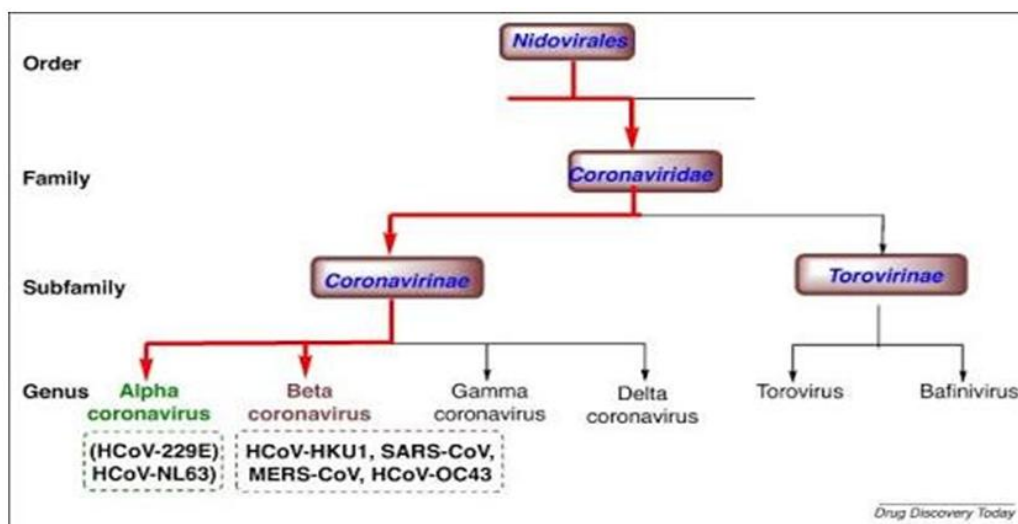 Nidovirales
Order
Family
Coronaviridae
Subfamily
Coronavirinae
Torovirinae
Genus
Alpha
coronavirus
Beta
coronavirus
Gamma
coronavirus
Delta
coronavirus
Torovirus
Bafinivirus
(HCoV-229E)
HCoV-NL63)
HCoV-HKU1, SARS-CoV,
MERS-CoV, HCoV-OC43
Drug Discovery Today